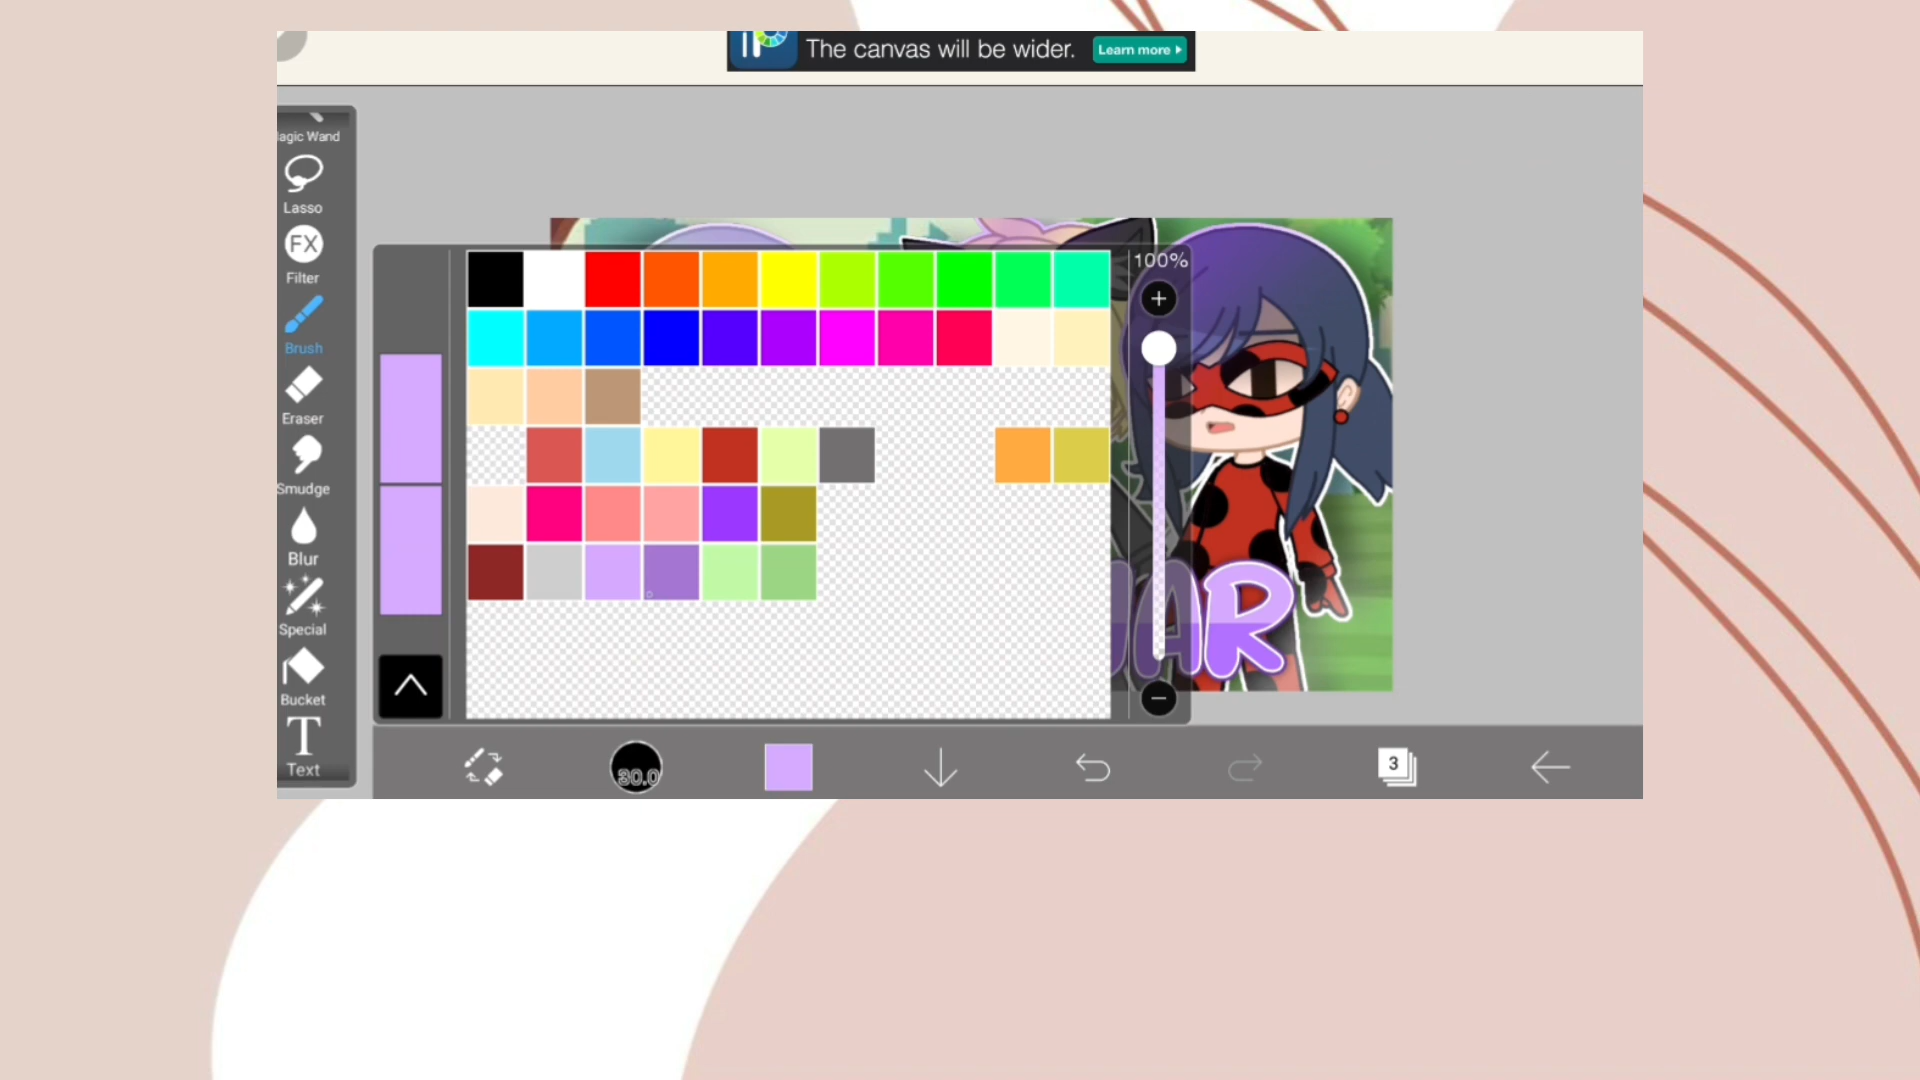 The canvas will be wider.
Learn more
Magic Wand
Lasso
FX
Filter
Brush
Eraser
Smudge
Blur
Special
Bucket
T
Text
100%
+
AR
-
30.0
3